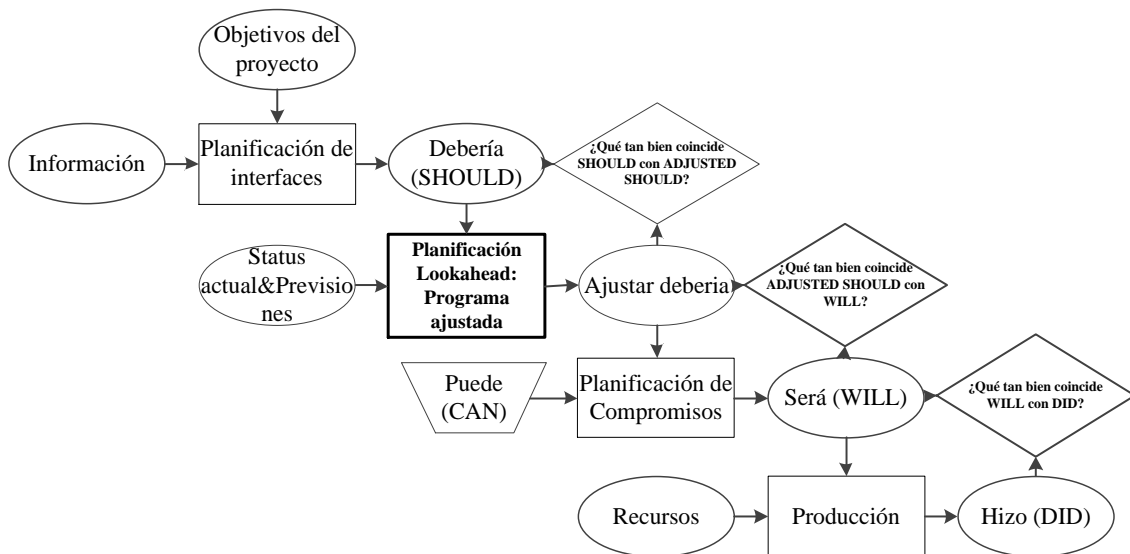 Objetivos del
proyecto
Información
Planificación de
interfaces
Debería
(SHOULD)
¿Qué tan bien coincide
SHOULD con ADJUSTED
SHOULD?
Status
actual&Prevision
nes
Planificación
Lookahead:
Programa
ajustada
Ajustar deberia
¿Qué tan bien coincide
ADJUSTED SHOULD con
WILL?
Puede
(CAN)
Planificación de
Compromisos
Será (WILL)
¿Qué tan bien coincide
WILL con DID?
Recursos
Producción
Hizo (DID)